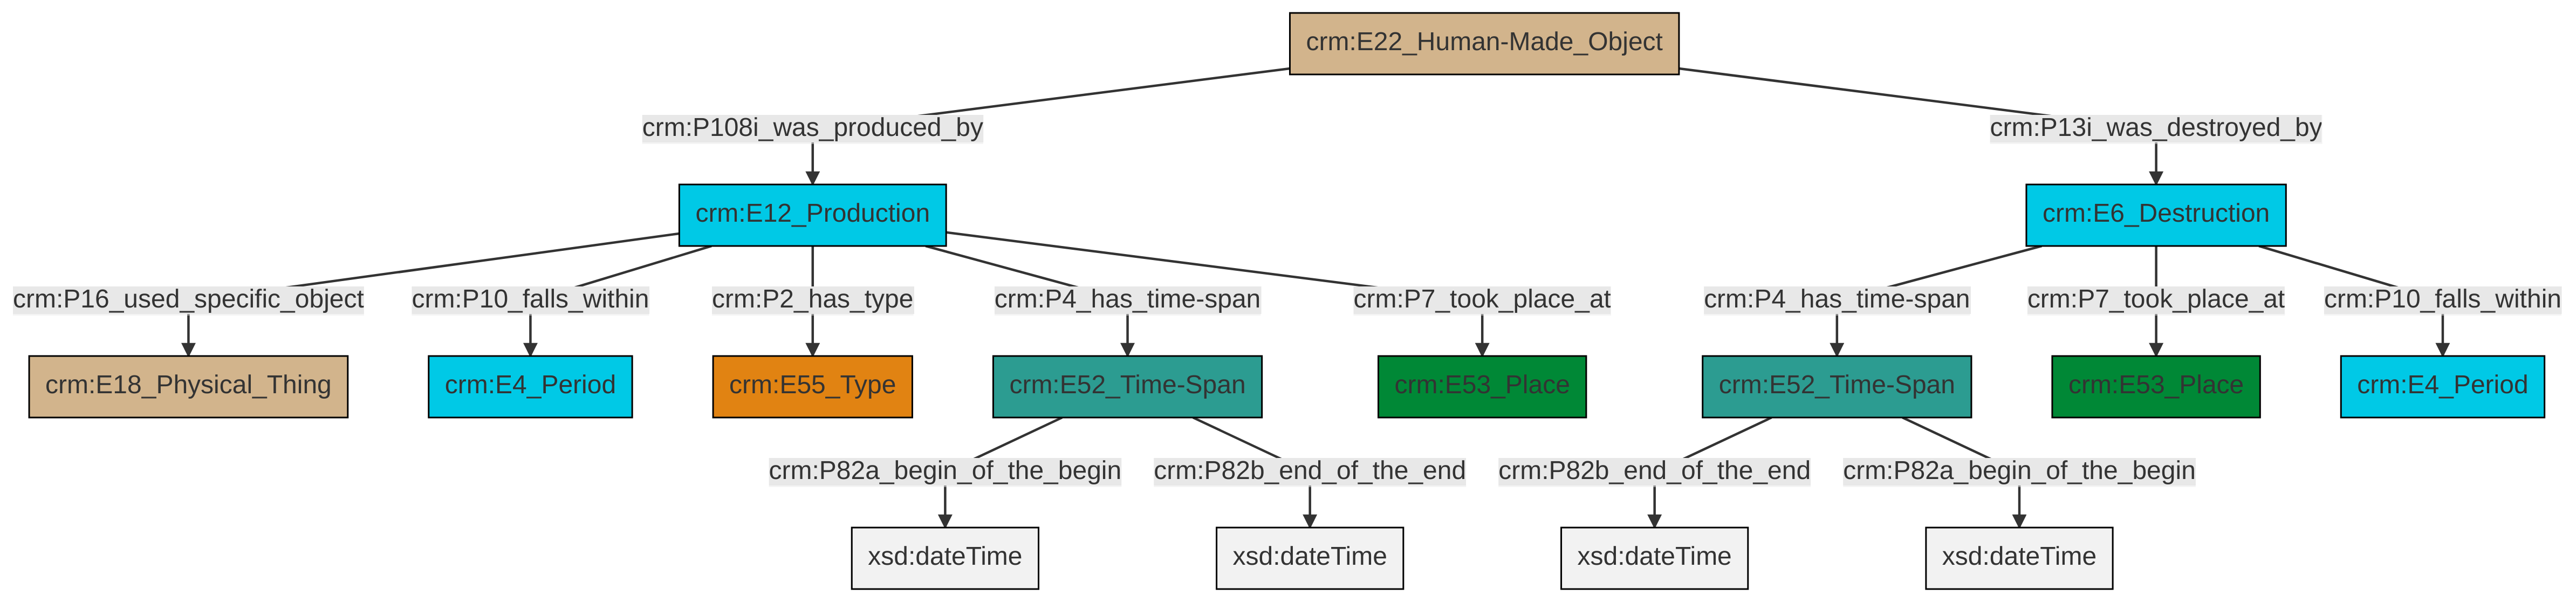 crm:E22_Human-Made_Object
crm:P108i_was_produced_by
crm:P13i_was_destroyed_by
crm:E12_Production
crm:E6_Destruction
crm:P16_used_specific_object
crm:P10_falls_within
crm:P2_has_type
crm:P4_has_time-span
crm:P7_took_place_at
crm:P4_has_time-span
crm:P7_took_place_at
crm:P10_falls_within
crm:E18_Physical_Thing
crm:E4_Period
crm:E55_Type
crm:E52_Time-Span
crm:E53_Place
crm:E52_Time-Span
crm:E53_Place
crm:E4_Period
crm:P82a_begin_of_the_begin
crm:P82b_end_of_the_end
crm:P82b_end_of_the_end
crm:P82a_begin_of_the_begin
xsd:dateTime
xsd:dateTime
xsd:dateTime
xsd:dateTime